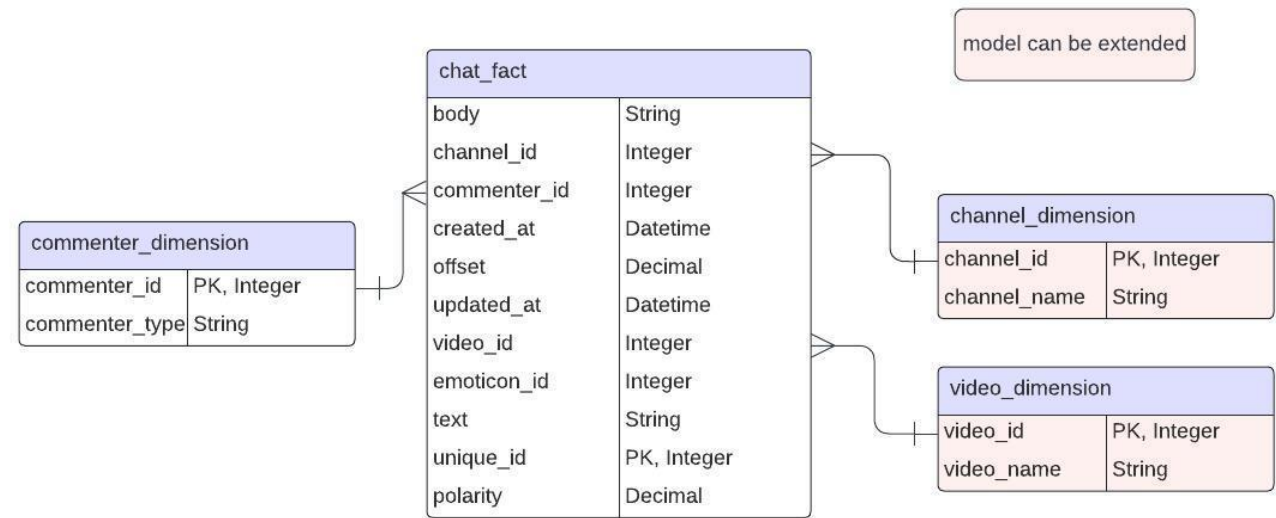 model can be extended
chat_fact
body String
channel_id Integer
commenter_id Integer
created_at Datetime
offset Decimal
updated_at Datetime
video_id Integer
emoticon_id Integer
text String
unique_id PK, Integer
polarity Decimal
commenter_dimension
commenter_id PK, Integer
commenter_type String
channel_dimension
channel_id PK, Integer
channel_name String
video_dimension
video_id PK, Integer
video_name String